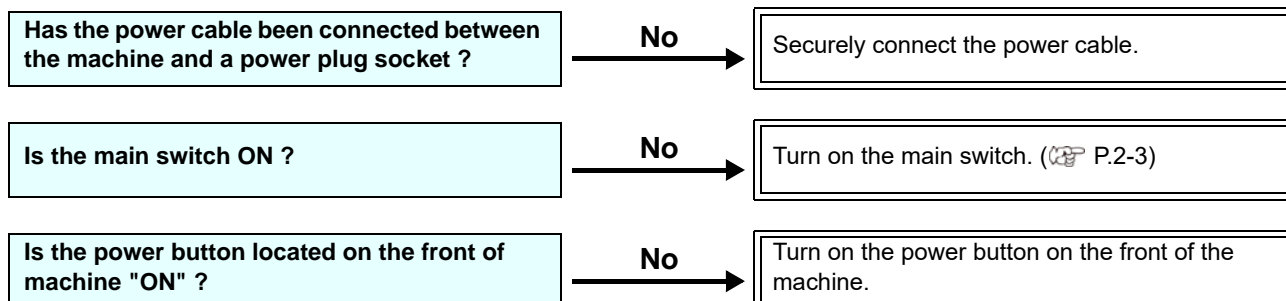 Has the power cable been connected between
the machine and a power plug socket ?
No
Securely connect the power cable.
Is the main switch ON ?
No
Turn on the main switch. ( P.2-3)
Is the power button located on the front of
machine "ON" ?
No
Turn on the power button on the front of the
machine.